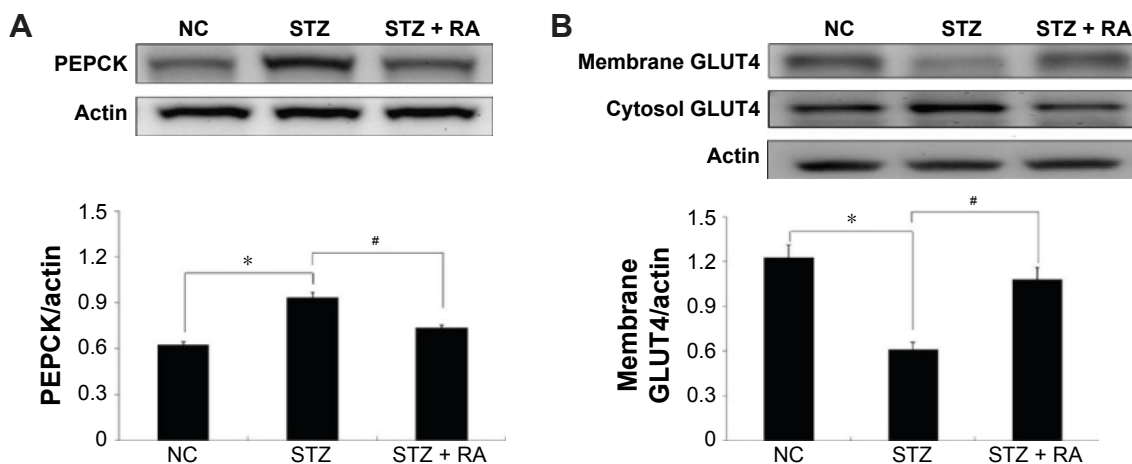 A
NC STZ STZ + RA
PEPCK
Actin
1.5
1.2
0.9
0.6
0.3
0
PEPCK/actin
*
#
NC STZ STZ + RA
B
NC STZ STZ + RA
Membrane GLUT4
Cytosol GLUT4
Actin
1.5
1.2
0.9
0.6
0.3
0
Membrane
GLUT4/actin
*
#
NC STZ STZ + RA